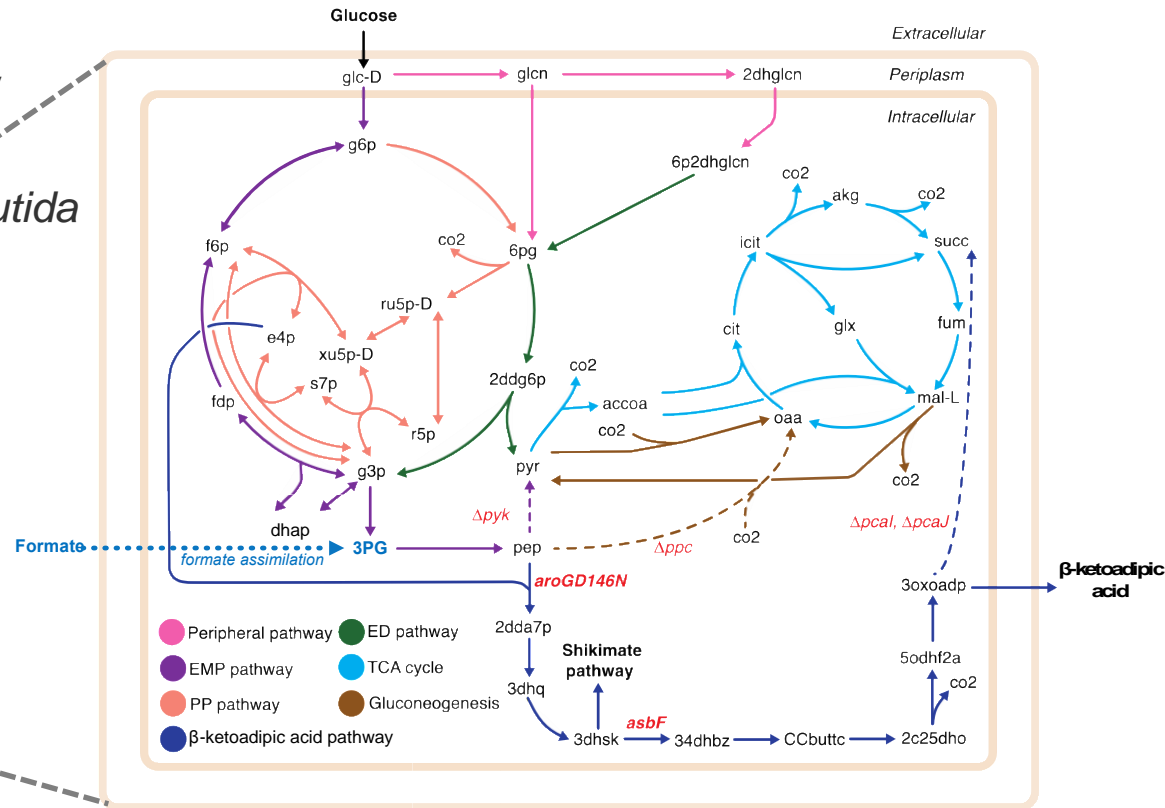 Glucose
Extracellular
glc-D
glcn
2dhglcn
Periplasm
Intracellular
g6p
6p2dhglcn
utida
co2
akg
co2
f6p
co2
6pg
icit
succ
ru5p-D
e4p
xu5p-D
cit
glx
fum
s7p
2ddg6p
co2
fdp
accoa
mal-L
r5p
co2
oaa
g3p
pyr
co2
dhap
Δpyk
ΔpcaI, ΔpcaJ
Formate
3PG
pep
Δppc
co2
formate assimilation
aroGD146N
3oxoadp
β-ketoadipic
acid
2dda7p
Peripheral pathway
ED pathway
Shikimate
pathway
EMP pathway
TCA cycle
5odhf2a
3dhq
co2
PP pathway
Gluconeogenesis
asbF
β-ketoadipic acid pathway
3dhsk
34dhbz
CCbuttc
2c25dho